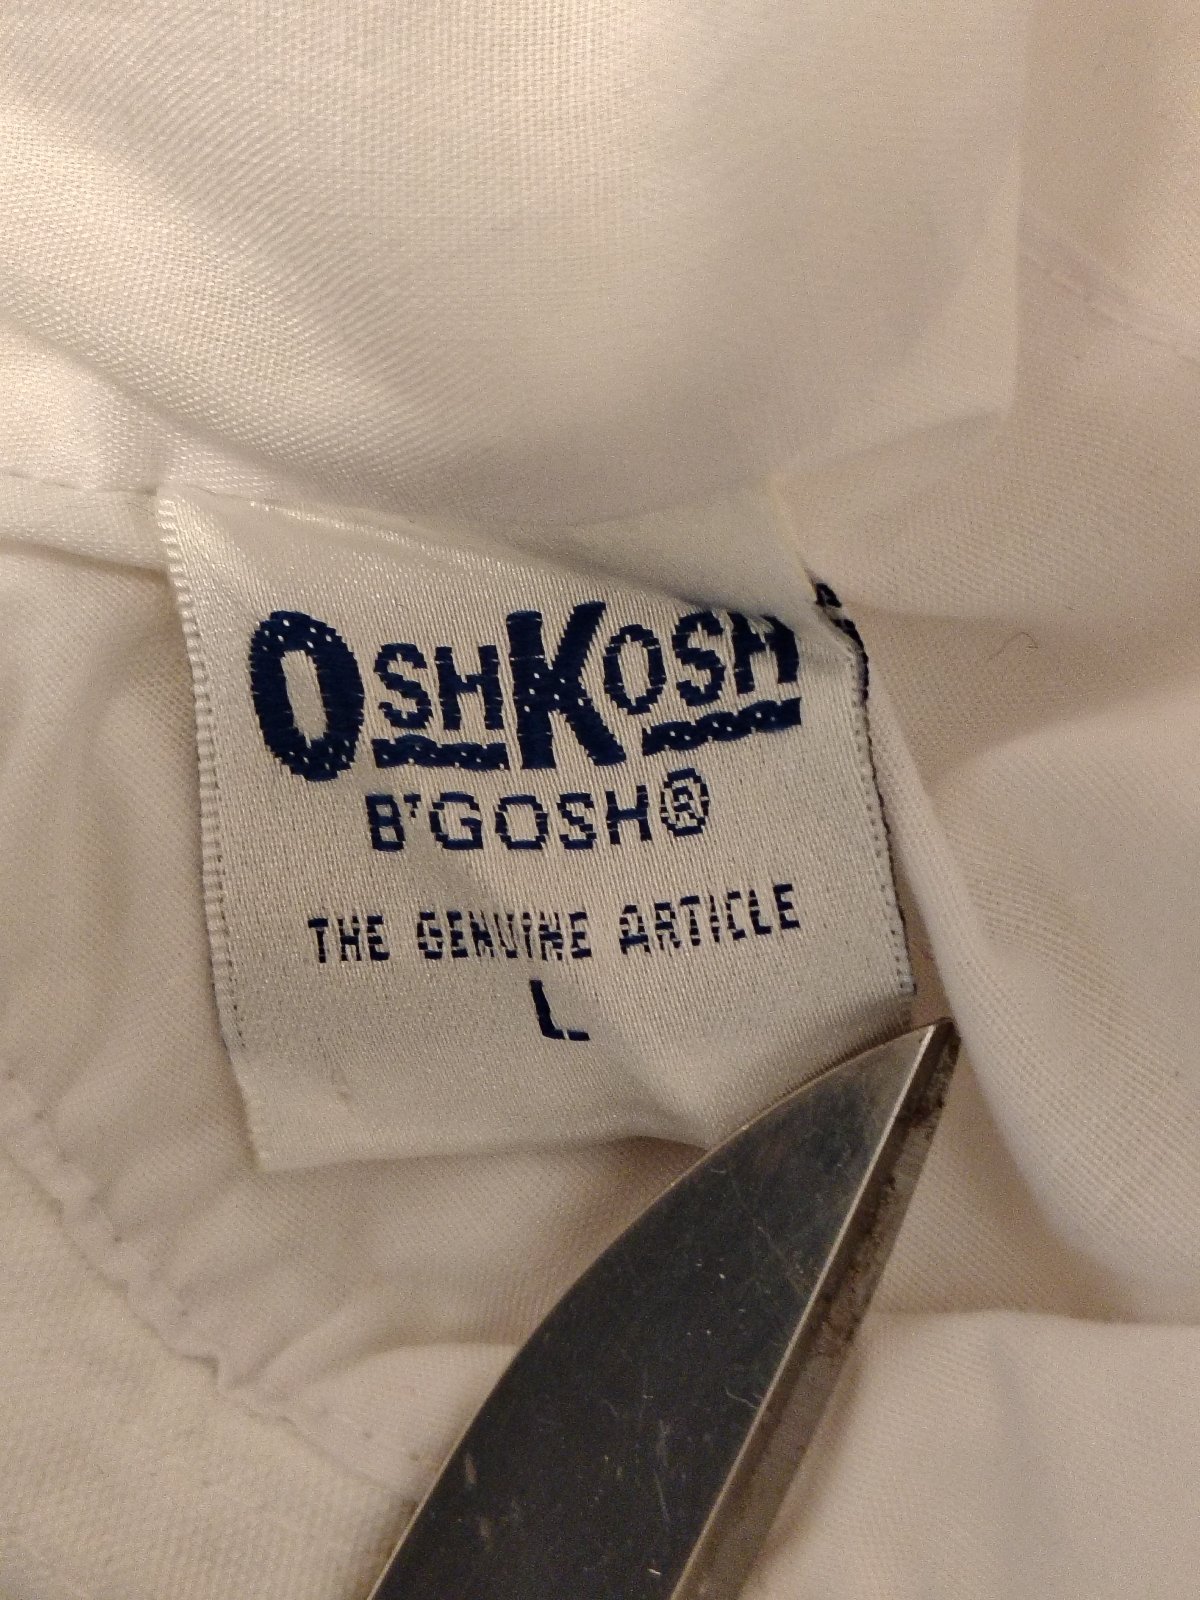 OSHKOSH
B'GOSH®
THE GENUINE ARTICLE
L